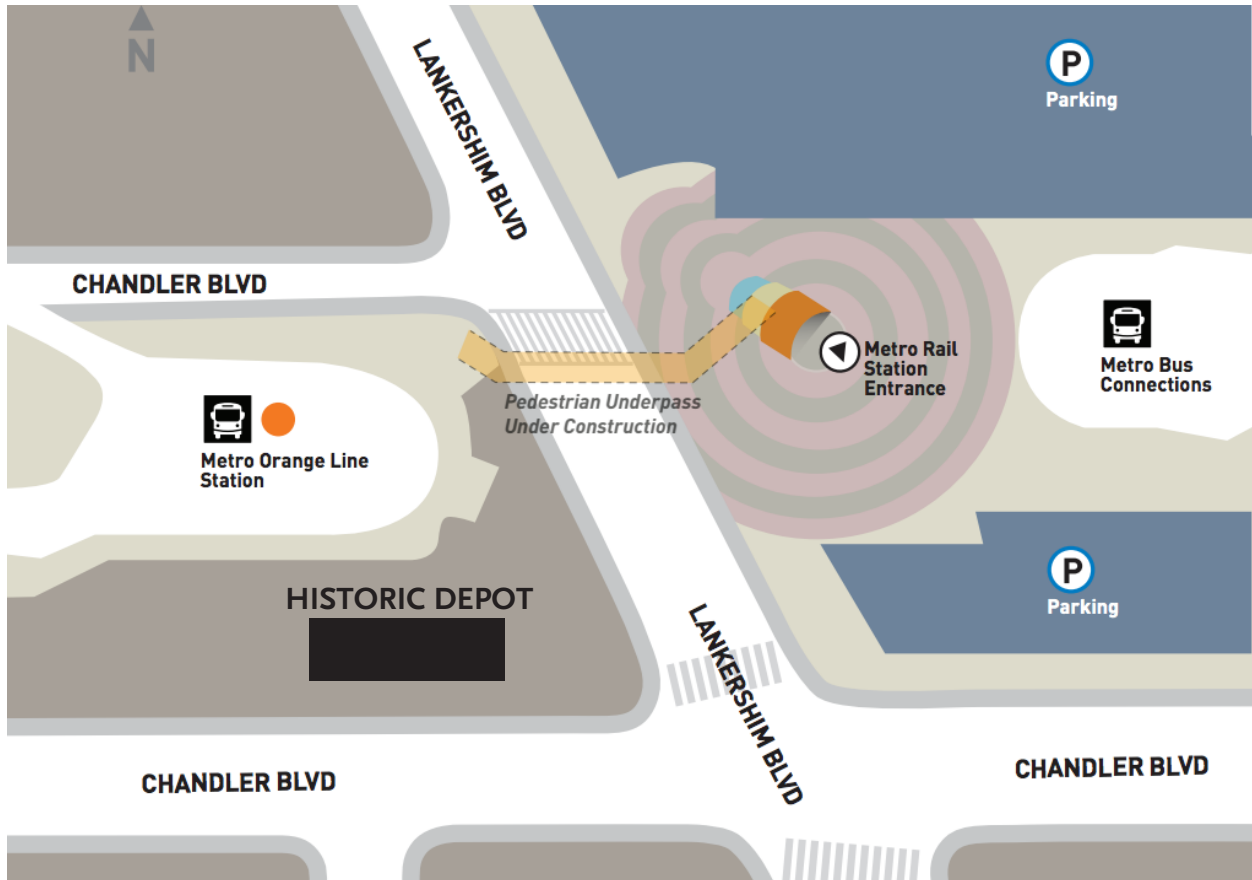 N
LANKERSHIM BLVD
P
Parking
CHANDLER BLVD
Metro Rail
Station
Entrance
Metro Bus
Connections
Pedestrian Underpass
Under Construction
Metro Orange Line
Station
HISTORIC DEPOT
P
Parking
LANKERSHIM BLVD
CHANDLER BLVD
CHANDLER BLVD